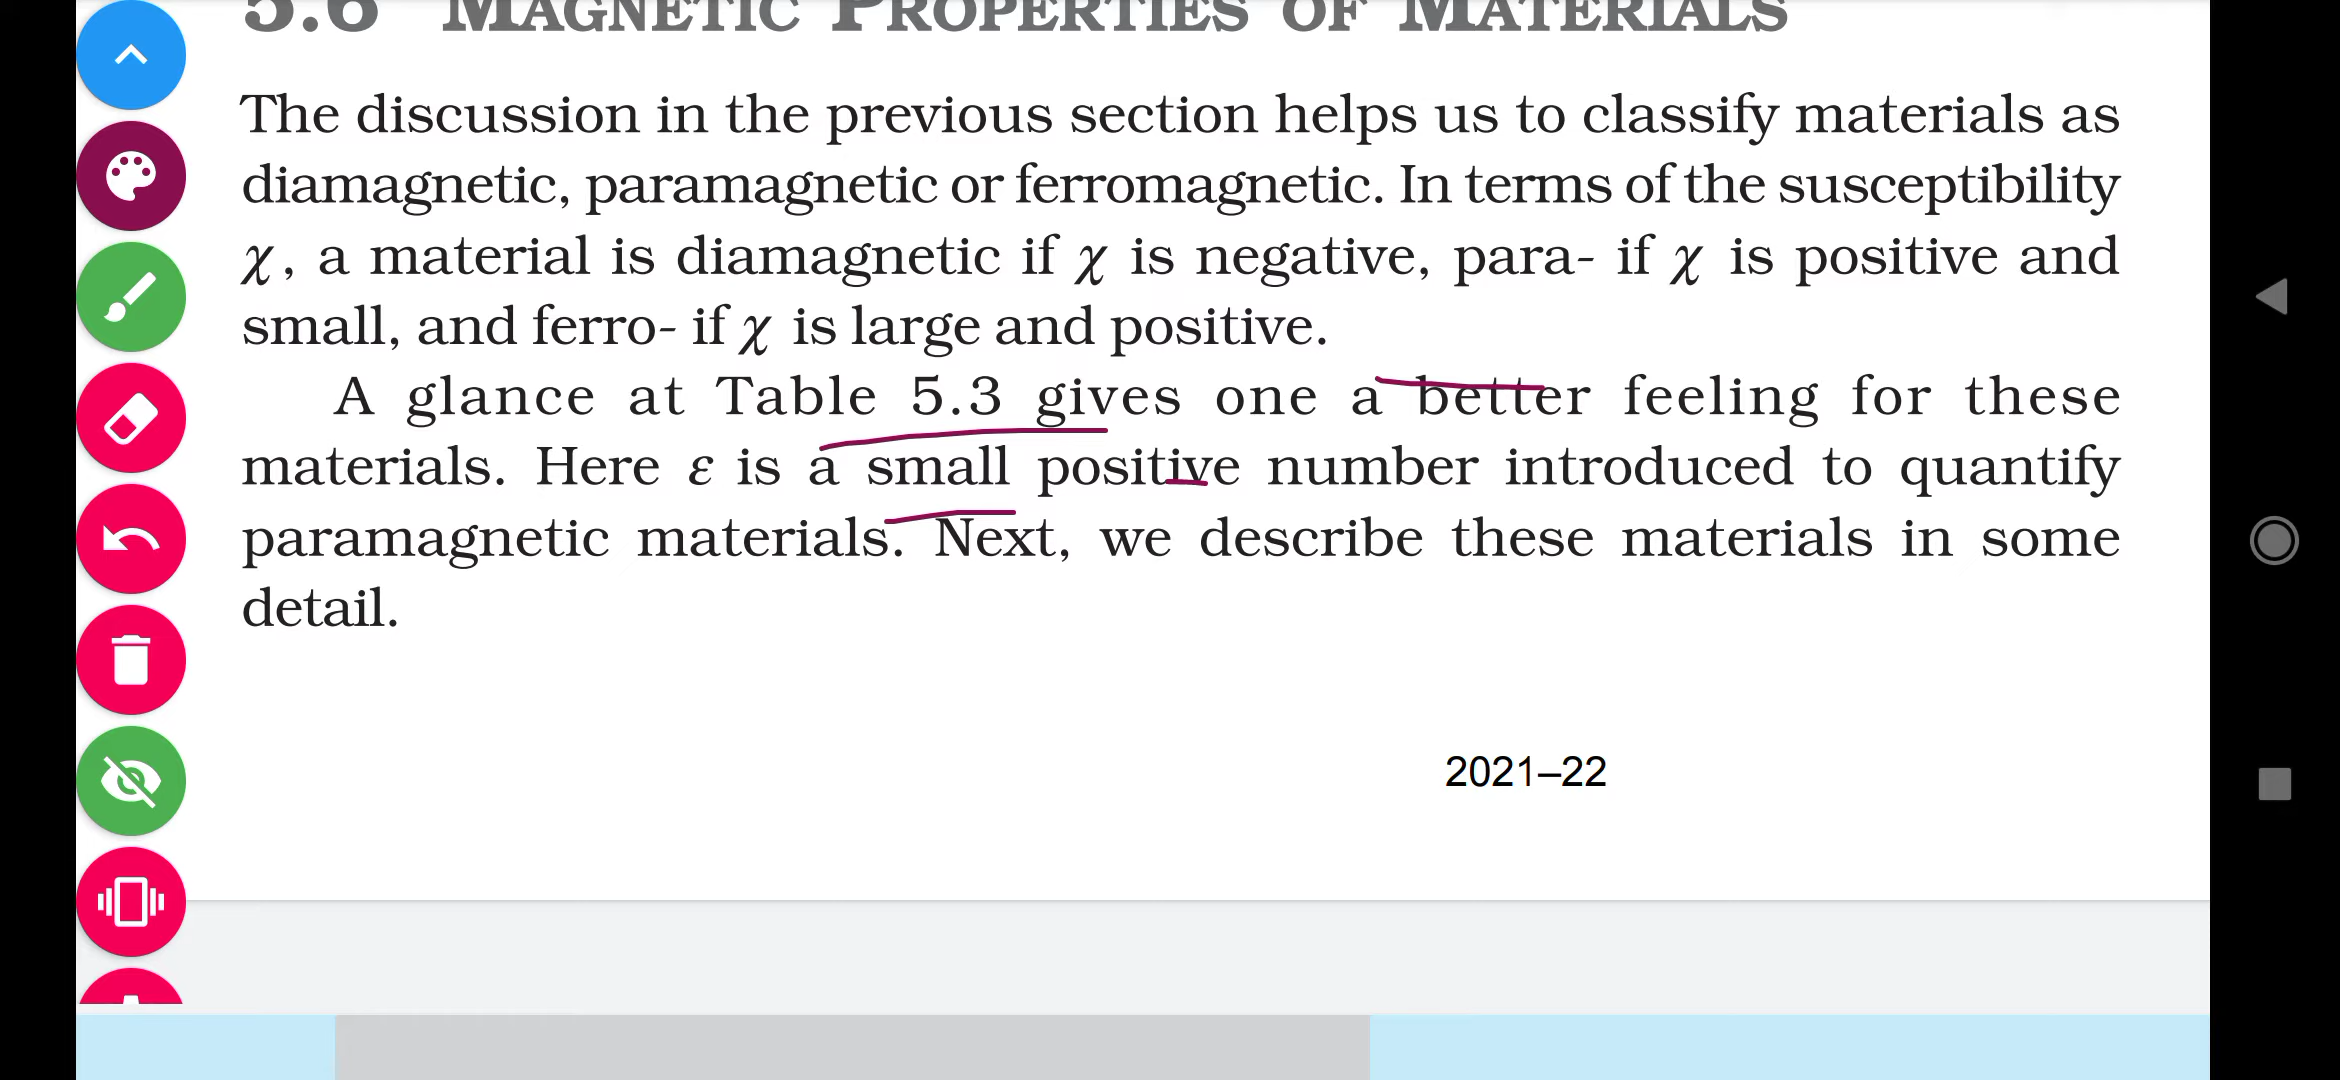 5.6 MAGNETIC PROPERTIES OF MATERIALS
The discussion in the previous section helps us to classify materials as
diamagnetic, paramagnetic or ferromagnetic. In terms of the susceptibility
χ, a material is diamagnetic if χ is negative, para- if χ is positive and
small, and ferro- if χ is large and positive.
A glance at Table 5.3 gives one a better feeling for these
materials. Here ε is a small positive number introduced to quantify
paramagnetic materials. Next, we describe these materials in some
detail.
2021–22